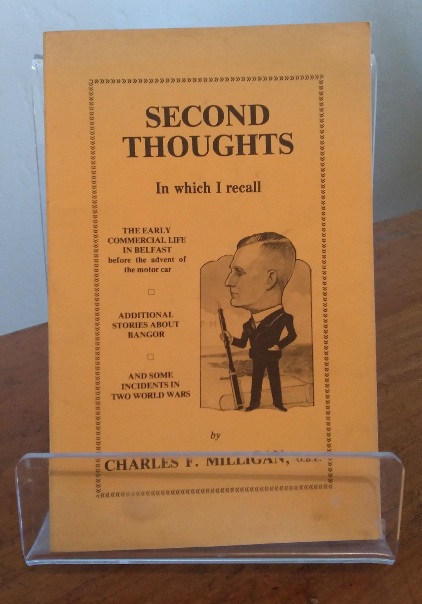 SECOND
THOUGHTS
In which I recall
THE EARLY
COMMERCIAL LIFE
IN BELFAST
before the advent of
the motor car
ADDITIONAL
STORIES ABOUT
BANGOR
AND SOME
INCIDENTS IN
TWO WORLD WARS
by
CHARLES F. MILLIGAN,